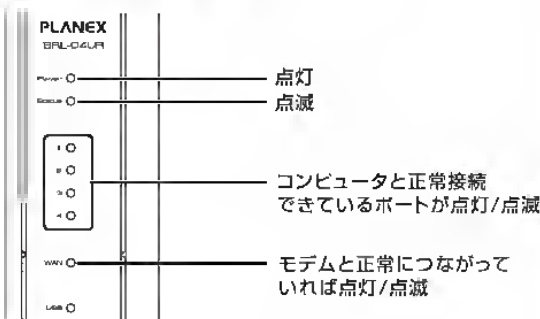 PLANEX
BRL-04UR
Power
点灯
Status
点滅
1
2
3
4
コンピュータと正常接続
できているポートが点灯/点滅
WAN
モデムと正常につながって
いれば点灯/点滅
USB